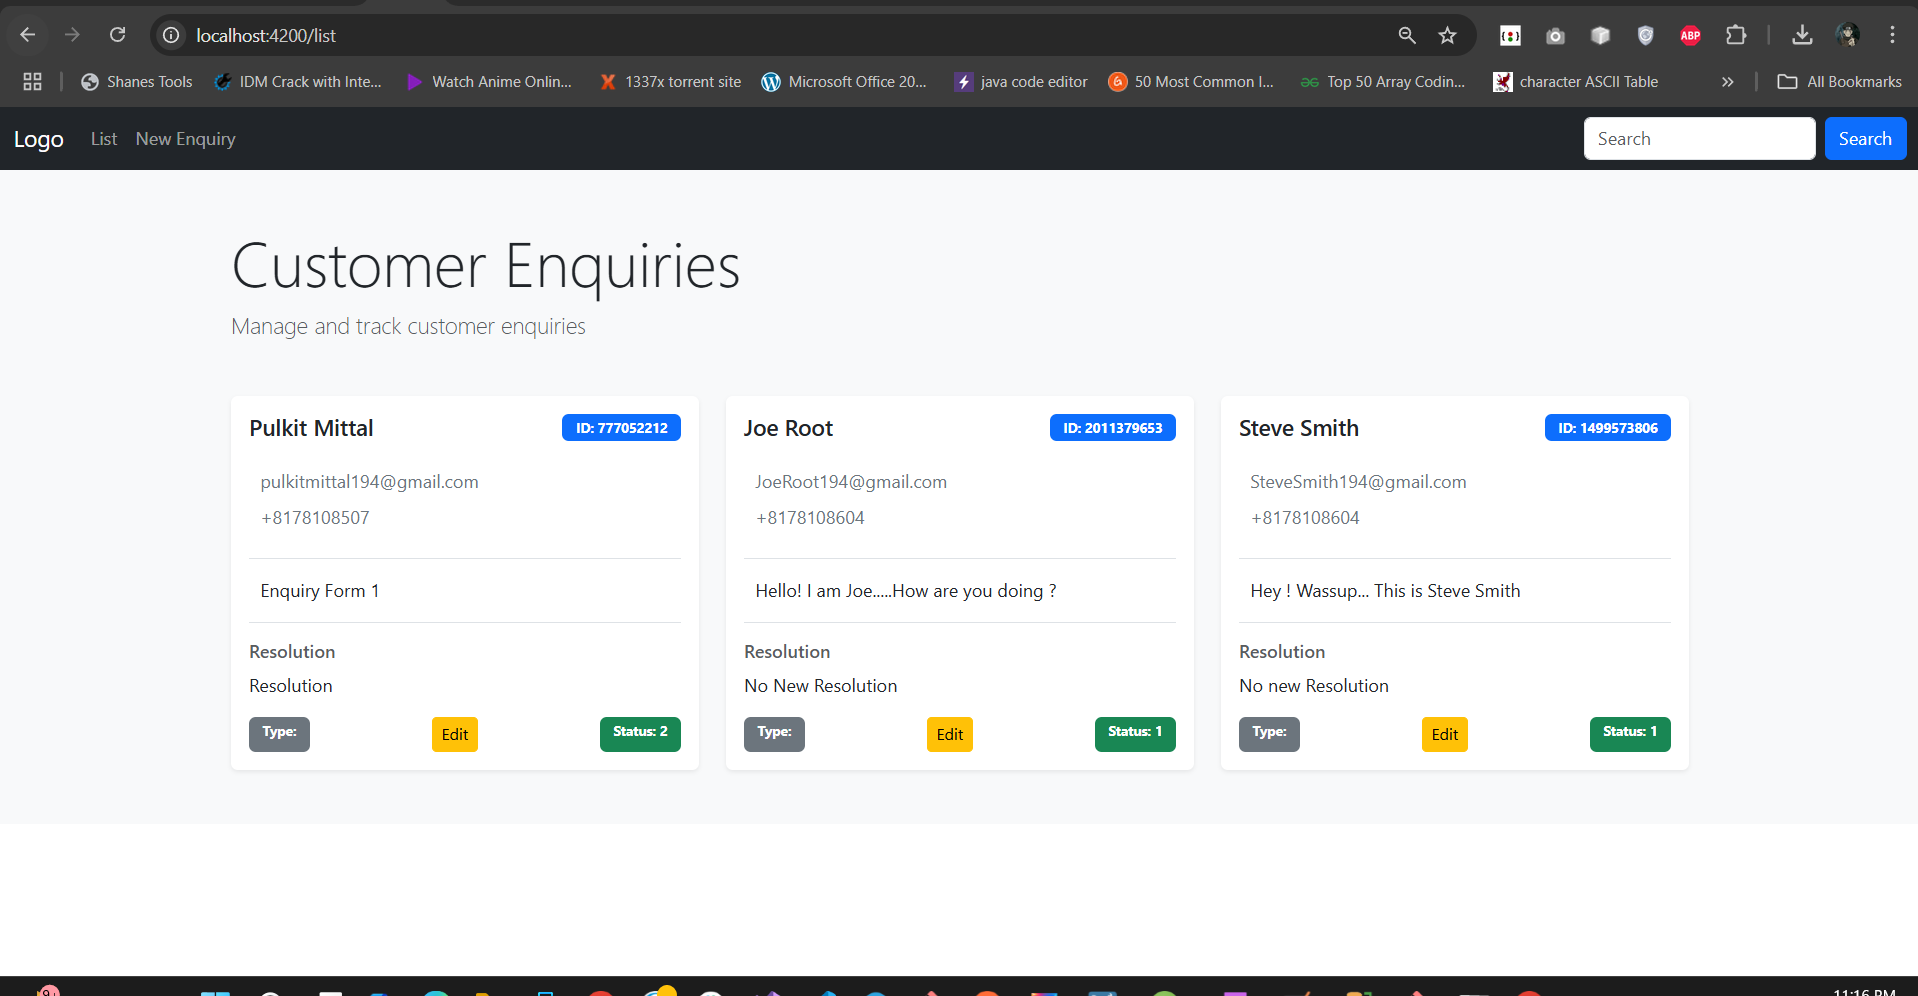 localhost:4200/list
ABP
Shanes Tools
IDM Crack with Inte...
Watch Anime Onlin...
1337x torrent site
Microsoft Office 20...
java code editor
50 Most Common I...
Top 50 Array Codin...
character ASCII Table
»
All Bookmarks
Logo List New Enquiry
Search Search
Customer Enquiries
Manage and track customer enquiries
Pulkit Mittal ID: 777052212
pulkitmittal194@gmail.com
+8178108507
Enquiry Form 1
Resolution
Resolution
Type: Edit Status: 2
Joe Root ID: 2011379653
JoeRoot194@gmail.com
+8178108604
Hello! I am Joe.....How are you doing ?
Resolution
No New Resolution
Type: Edit Status: 1
Steve Smith ID: 1499573806
SteveSmith194@gmail.com
+8178108604
Hey ! Wassup... This is Steve Smith
Resolution
No new Resolution
Type: Edit Status: 1
11:16 PM